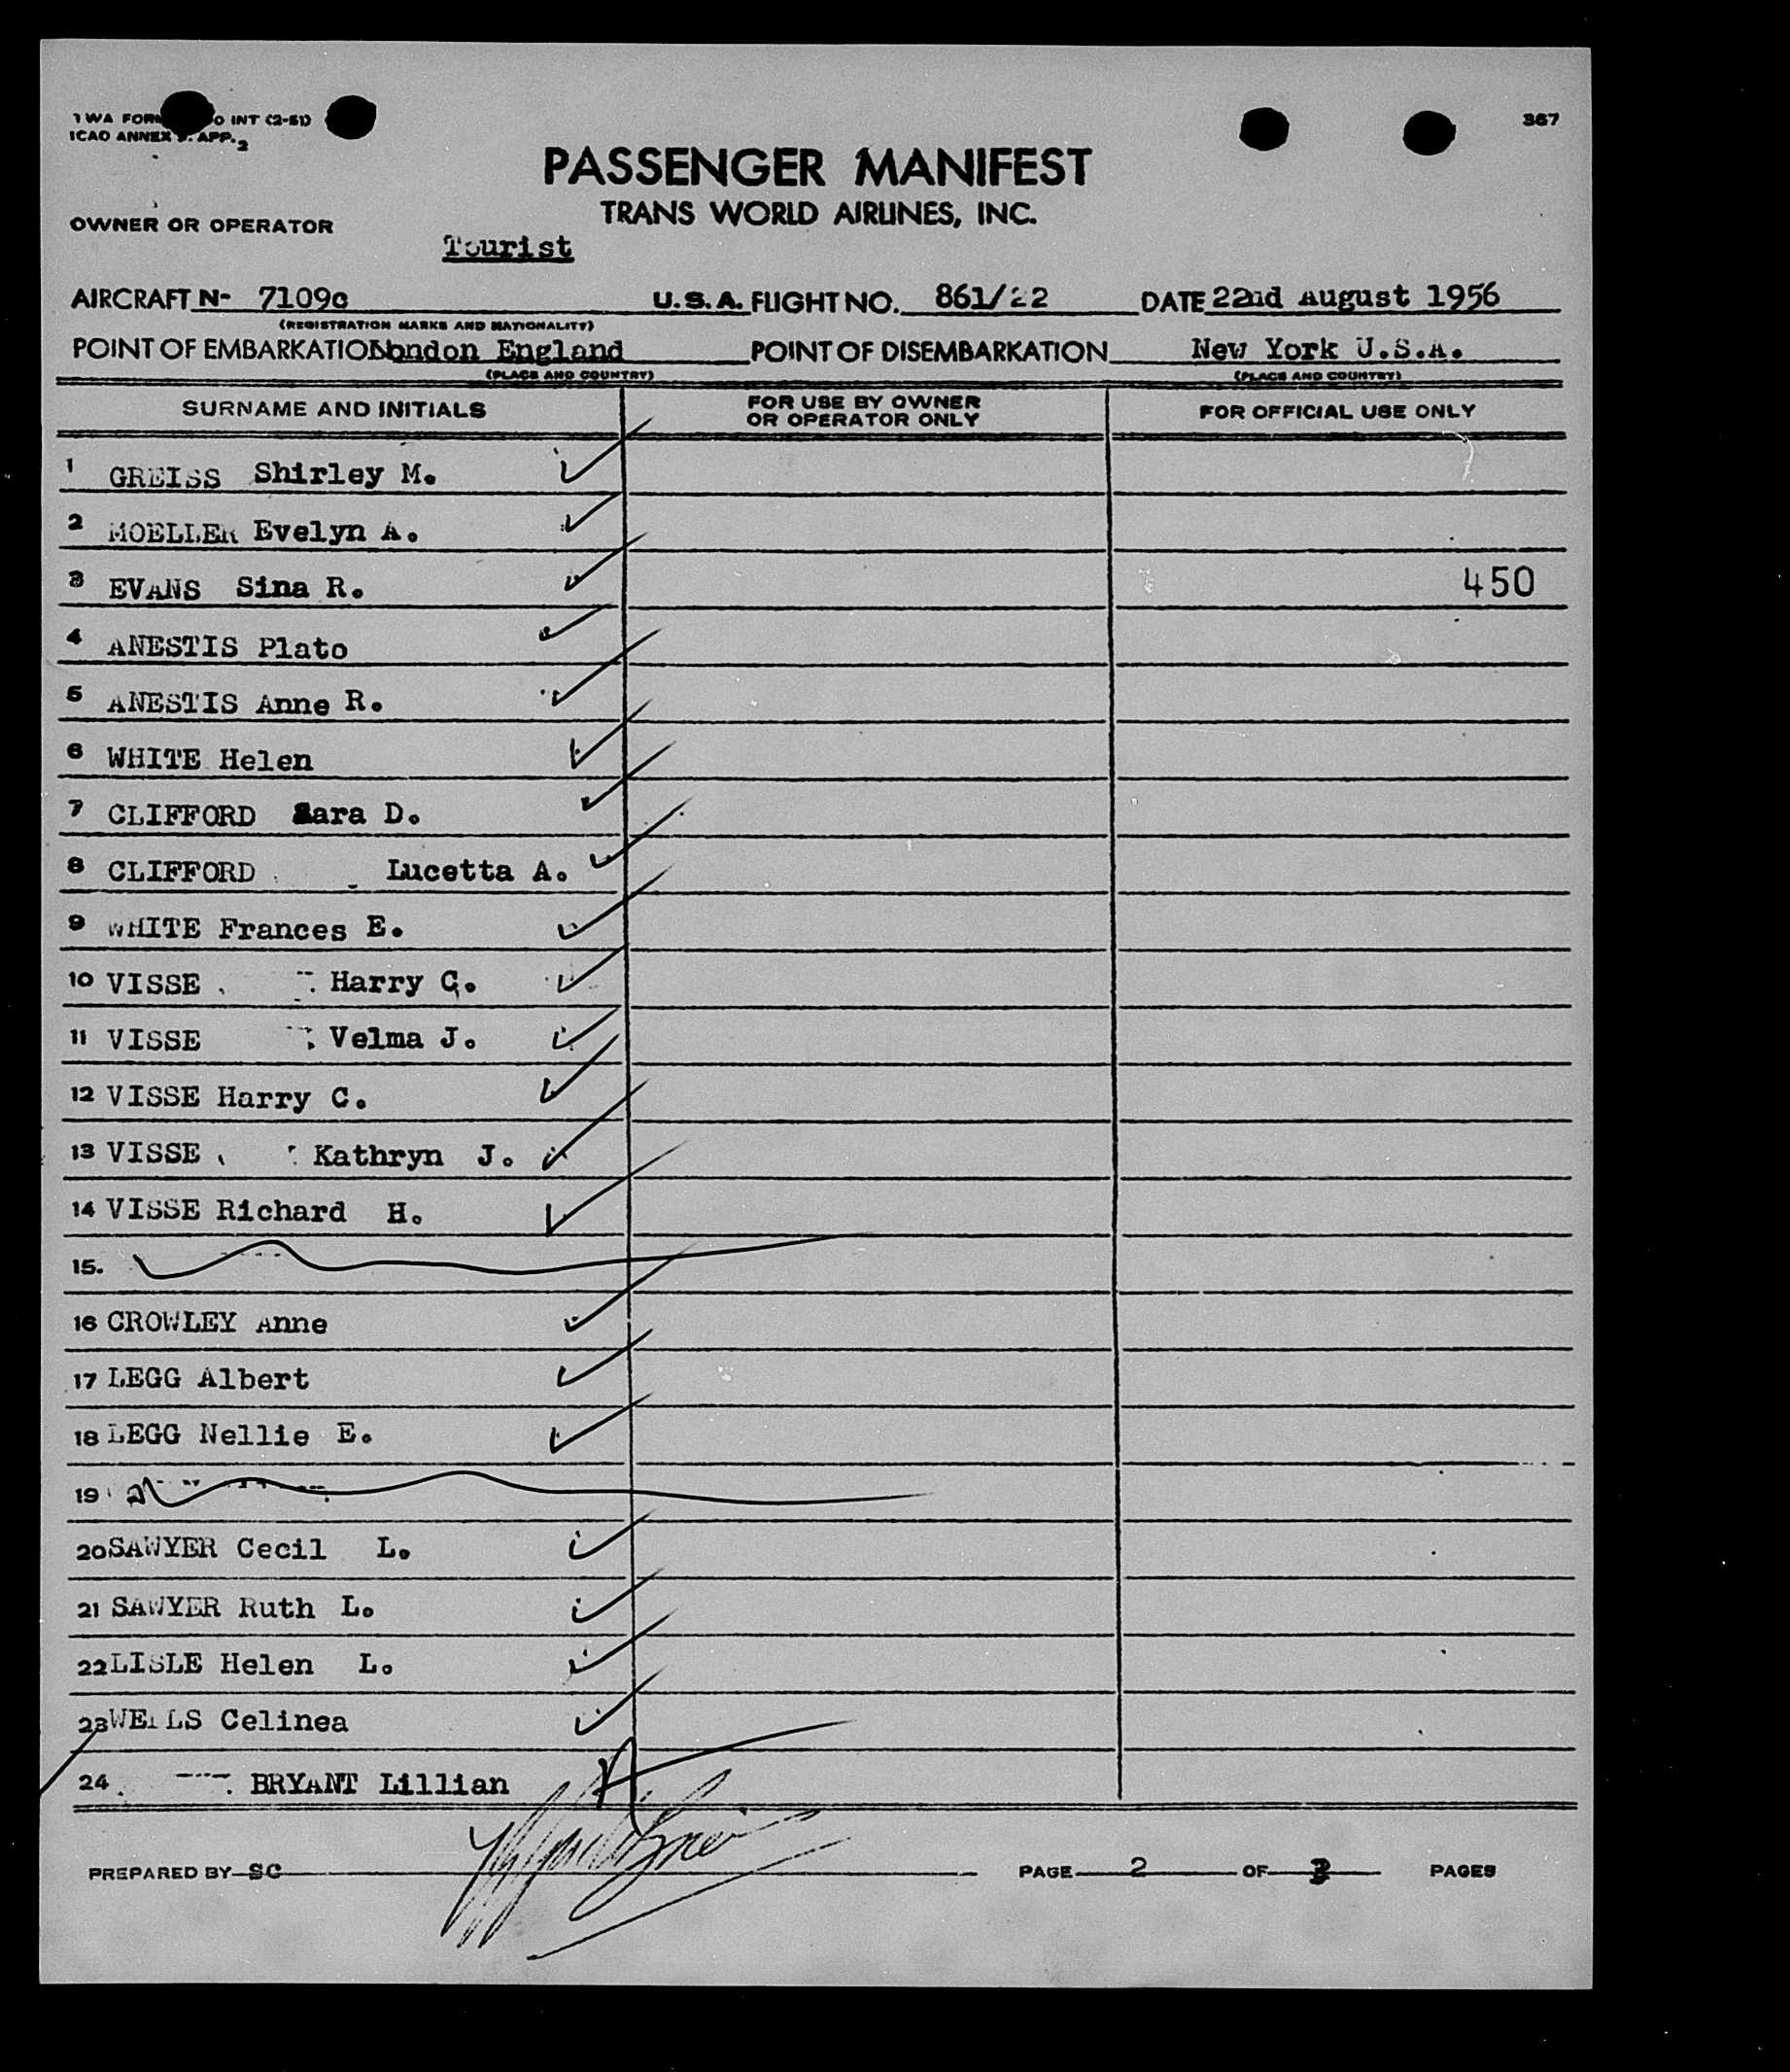 TWA FORM O INT (2-51)
ICAO ANNEX 9. APP. 2
367
PASSENGER MANIFEST
TRANS WORLD AIRLINES, INC.
OWNER OR OPERATOR
Tourist
AIRCRAFT N- 7109c U.S.A. FLIGHT NO. 861/22 DATE 22nd August 1956
(REGISTRATION MARKS AND NATIONALITY)
POINT OF EMBARKATION London England POINT OF DISEMBARKATION New York U.S.A.
(PLACE AND COUNTRY) (PLACE AND COUNTRY)
SURNAME AND INITIALS FOR USE BY OWNER OR OPERATOR ONLY FOR OFFICIAL USE ONLY
1 GREISS Shirley M.
2 MOELLER Evelyn A.
3 EVANS Sina R. 450
4 ANESTIS Plato
5 ANESTIS Anne R.
6 WHITE Helen
7 CLIFFORD Sara D.
8 CLIFFORD Lucetta A.
9 WHITE Frances E.
10 VISSE Harry G.
11 VISSE Velma J.
12 VISSE Harry C.
13 VISSE Kathryn J.
14 VISSE Richard H.
15.
16 CROWLEY Anne
17 LEGG Albert
18 LEGG Nellie E.
19
20 SAWYER Cecil L.
21 SAWYER Ruth L.
22 LISLE Helen L.
23 WELLS Celinea
24 BRYANT Lillian
PREPARED BY SC PAGE 2 OF 3 PAGES